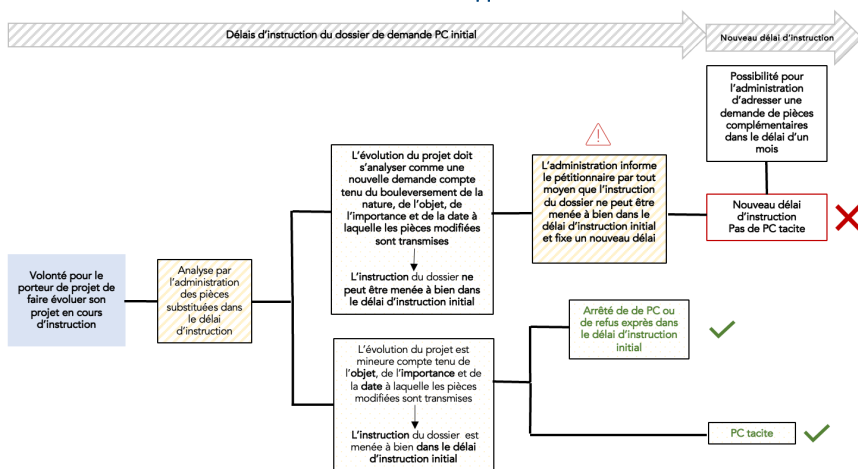 Délais d'instruction du dossier de demande PC initial
Nouveau délai d'instruction
Possibilité pour
l'administration
d'adresser une
demande de pièces
complémentaires
dans le délai d'un
mois
L'évolution du projet doit
s'analyser comme une
nouvelle demande compte
tenu du bouleversement de la
nature, de l'objet, de
l'importance et de la date à
laquelle les pièces modifiées
sont transmises
L'instruction du dossier ne
peut être menée à bien dans
le délai d'instruction initial
L'administration informe
le pétitionnaire par tout
moyen que l'instruction
du dossier ne peut être
menée à bien dans le
délai d'instruction initial
et fixe un nouveau délai
Nouveau délai
d'instruction
Pas de PC tacite
Volonté pour le
porteur de projet de
faire évoluer son
projet en cours
d'instruction
Analyse par
l'administration
des pièces
substituées dans
le délai
d'instruction
Arrêté de de PC ou
de refus exprès dans
le délai d'instruction
initial
L'évolution du projet est
mineure compte tenu de
l'objet, de l'importance et de
la date à laquelle les pièces
modifiées sont transmises
L'instruction du dossier est
menée à bien dans le délai
d'instruction initial
PC tacite